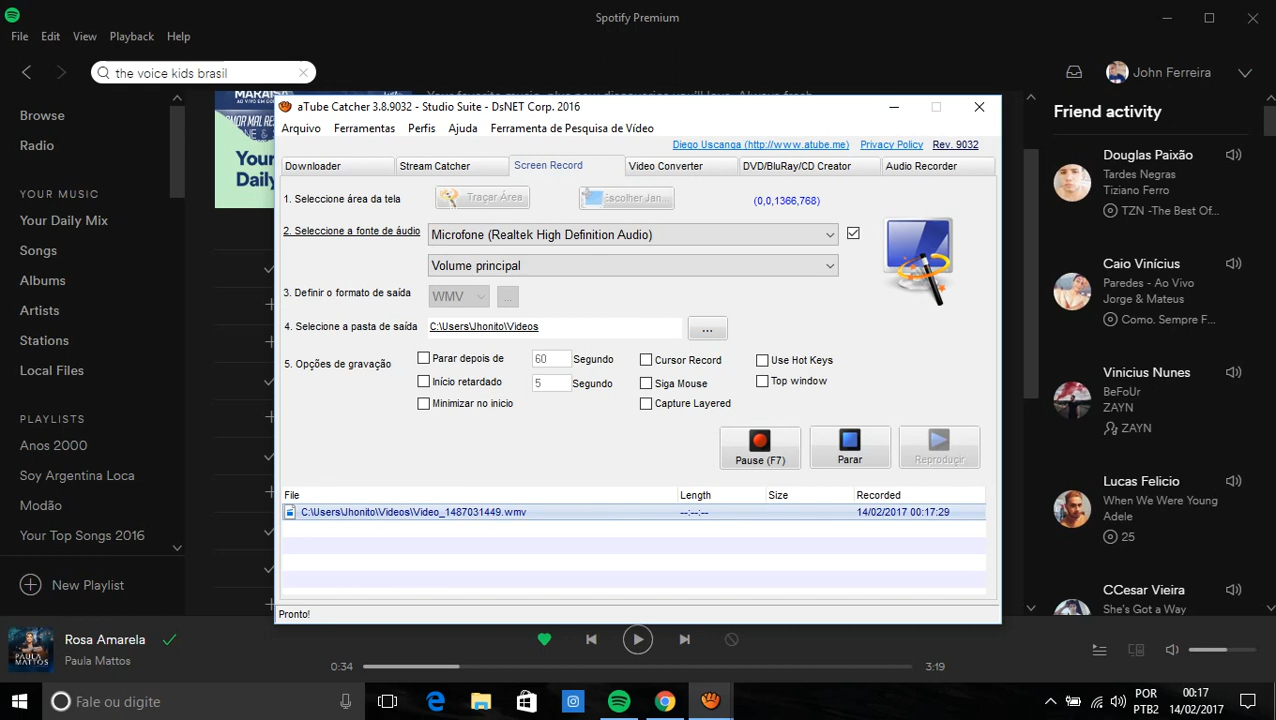 Spotify Premium
File Edit View Playback Help
the voice kids brasil
John Ferreira
Browse
Radio
YOUR MUSIC
Your Daily Mix
Songs
Albums
Artists
Stations
Local Files
PLAYLISTS
Anos 2000
Soy Argentina Loca
Modão
Your Top Songs 2016
New Playlist
MARAISA
Your
Daily
aTube Catcher 3.8.9032 - Studio Suite - DsNET Corp. 2016
Arquivo Ferramentas Perfis Ajuda Ferramenta de Pesquisa de Vídeo
Diego Uscanga (http://www.atube.me) Privacy Policy Rev. 9032
Downloader Stream Catcher Screen Record Video Converter DVD/BluRay/CD Creator Audio Recorder
1. Seleccione área da tela Traçar Área Escolher Jan... (0,0,1366,768)
2. Seleccione a fonte de áudio Microfone (Realtek High Definition Audio)
Volume principal
3. Definir o formato de saída WMV ...
4. Selecione a pasta de saída C:\Users\Jhonito\Videos ...
5. Opções de gravação
Parar depois de 60 Segundo Cursor Record Use Hot Keys
Início retardado 5 Segundo Siga Mouse Top window
Minimizar no inicio Capture Layered
Pause (F7) Parar Reproduçir
File Length Size Recorded
C:\Users\Jhonito\Videos\Video_1487031449.wmv --:--:-- 14/02/2017 00:17:29
Pronto!
Friend activity
Douglas Paixão
Tardes Negras
Tiziano Ferro
TZN -The Best Of...
Caio Vinícius
Paredes - Ao Vivo
Jorge & Mateus
Como. Sempre F...
Vinicius Nunes
BeFoUr
ZAYN
ZAYN
Lucas Felicio
When We Were Young
Adele
25
CCesar Vieira
She's Got a Way
PAULA
MATTOS
Rosa Amarela
Paula Mattos
0:34 3:19
Fale ou digite
POR 00:17
PTB2 14/02/2017